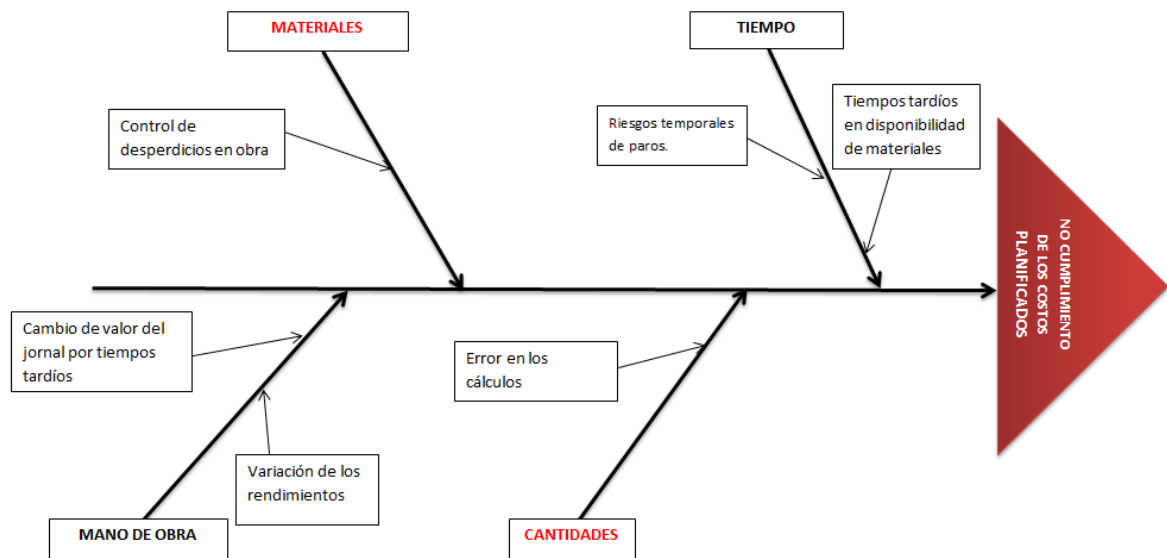 MATERIALES
TIEMPO
Control de
desperdicios en obra
Riesgos temporales
de paros.
Tiempos tardíos
en disponibilidad
de materiales
NO CUMPLIMIENTO
DE LOS COSTOS
PLANIFICADOS
Cambio de valor del
jornal por tiempos
tardíos
Error en los
cálculos
Variación de los
rendimientos
MANO DE OBRA
CANTIDADES